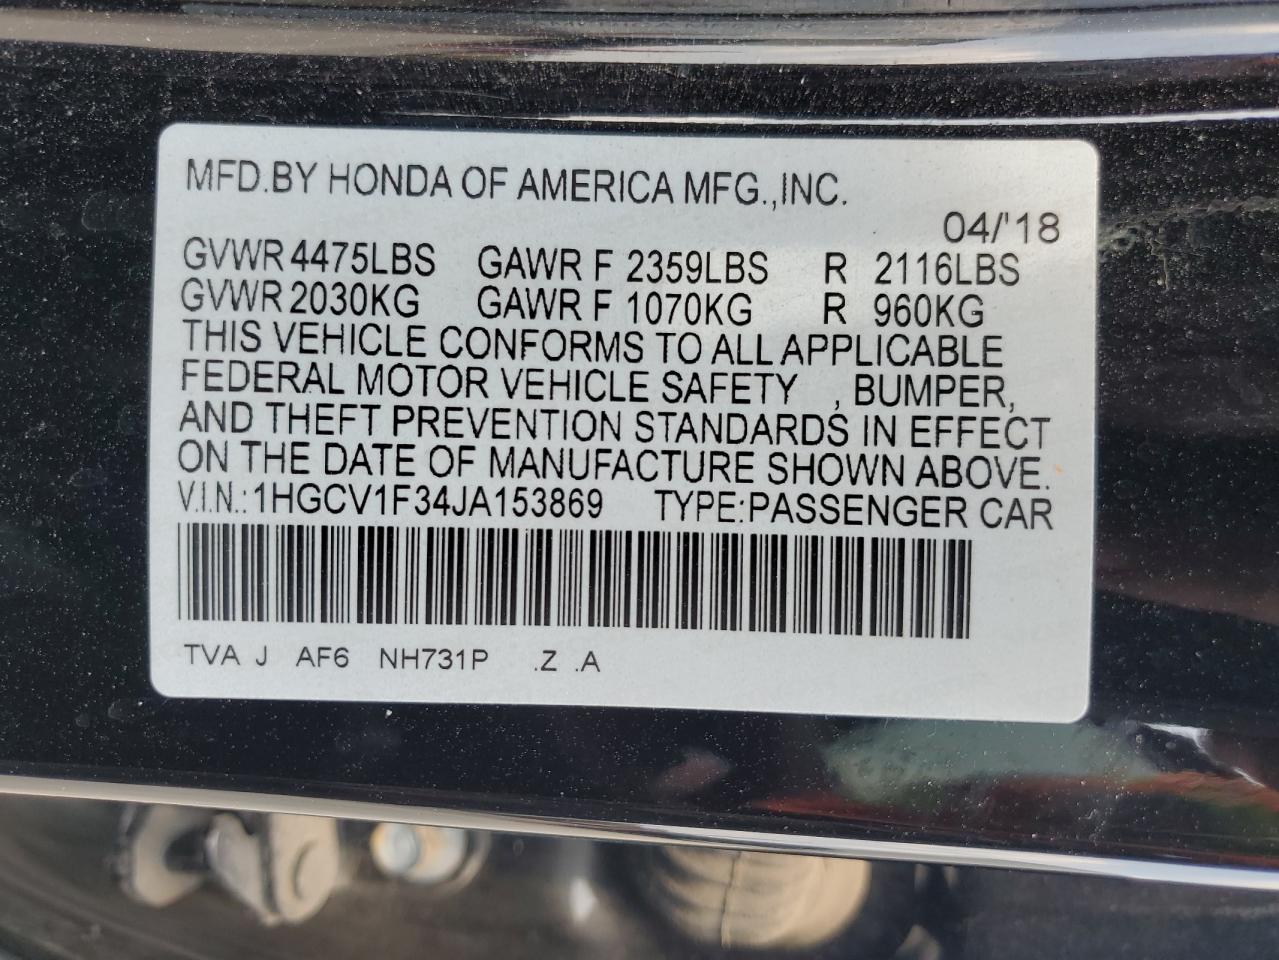 MFD.BY HONDA OF AMERICA MFG.,INC.
04/'18
GVWR 4475LBS GAWR F 2359LBS R 2116LBS
GVWR 2030KG GAWR F 1070KG R 960KG
THIS VEHICLE CONFORMS TO ALL APPLICABLE
FEDERAL MOTOR VEHICLE SAFETY , BUMPER,
AND THEFT PREVENTION STANDARDS IN EFFECT
ON THE DATE OF MANUFACTURE SHOWN ABOVE.
V.I.N.:1HGCV1F34JA153869 TYPE:PASSENGER CAR
TVA J AF6 NH731P .Z .A